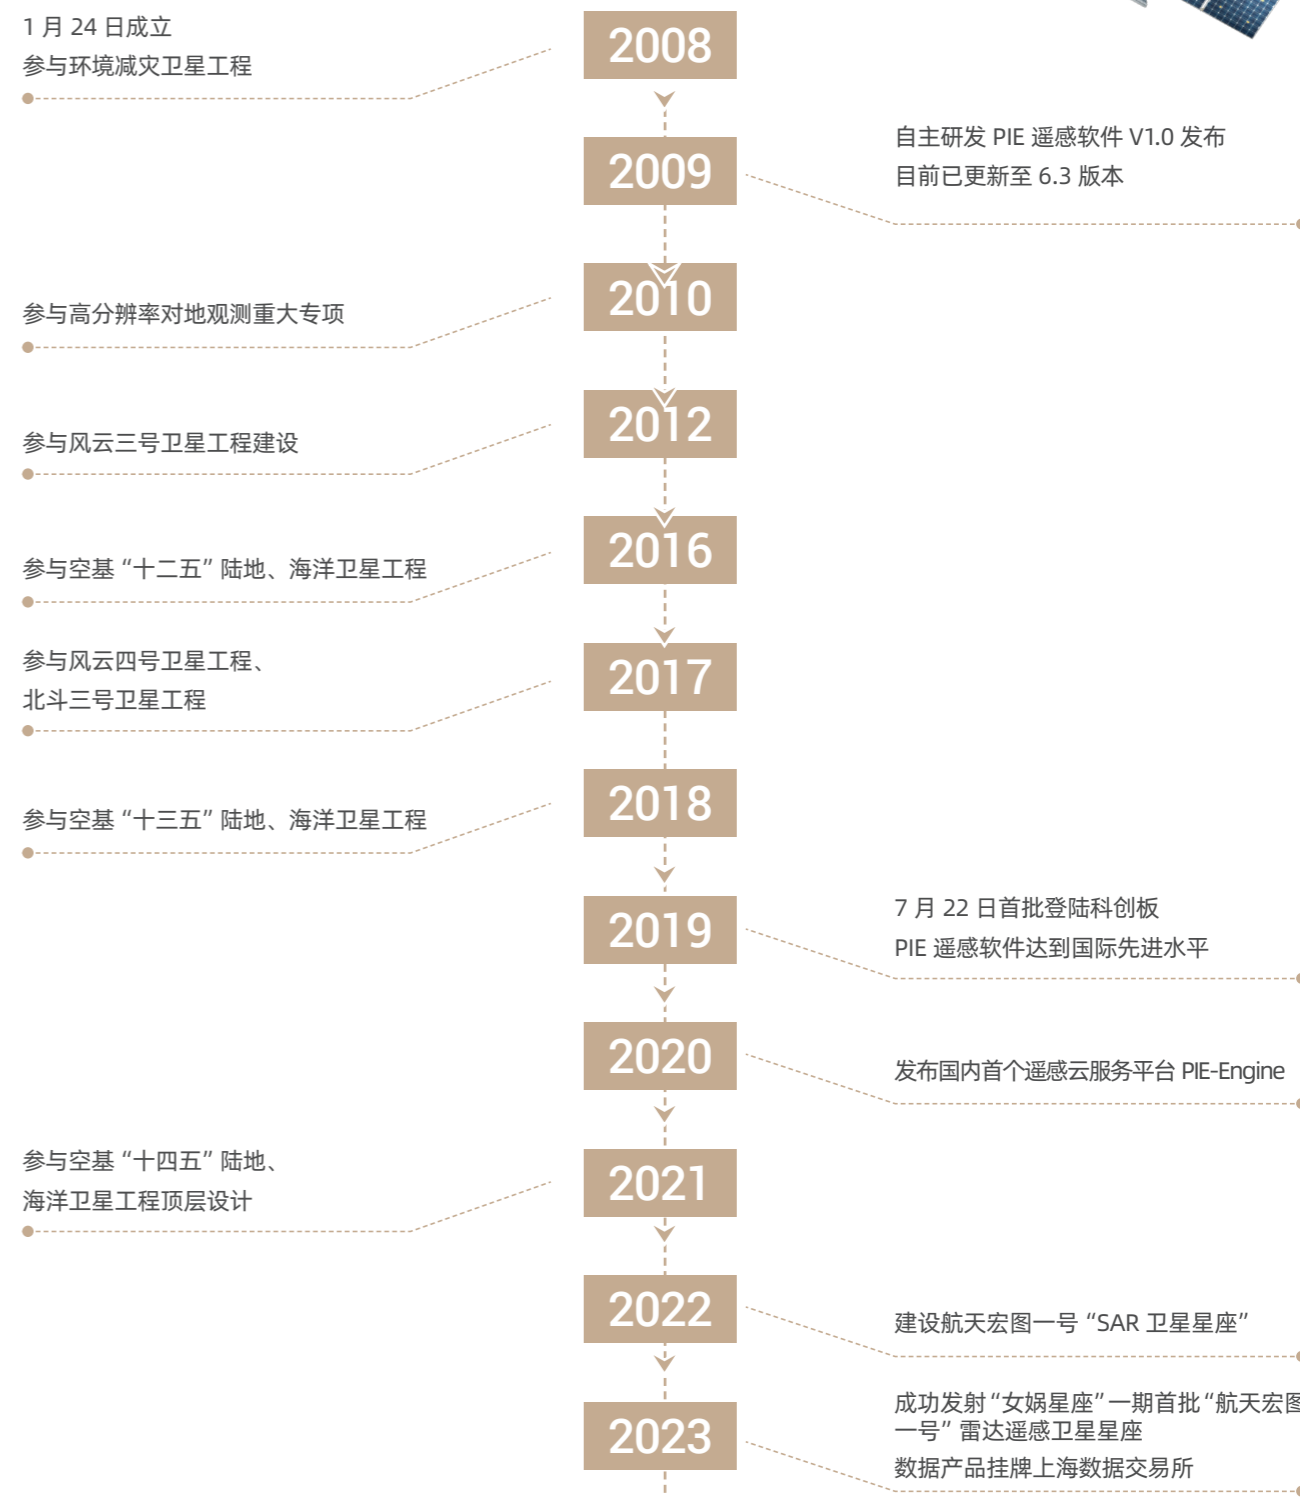 1 月 24 日成立
参与环境减灾卫星工程
2008
2009
自主研发 PIE 遥感软件 V1.0 发布
目前已更新至 6.3 版本
2010
参与高分辨率对地观测重大专项
2012
参与风云三号卫星工程建设
2016
参与空基“十二五”陆地、海洋卫星工程
2017
参与风云四号卫星工程、
北斗三号卫星工程
2018
参与空基“十三五”陆地、海洋卫星工程
2019
7 月 22 日首批登陆科创板
PIE 遥感软件达到国际先进水平
2020
发布国内首个遥感云服务平台 PIE-Engine
2021
参与空基“十四五”陆地、
海洋卫星工程顶层设计
2022
建设航天宏图一号“SAR 卫星星座”
2023
成功发射“女娲星座”一期首批“航天宏图
一号”雷达遥感卫星星座
数据产品挂牌上海数据交易所